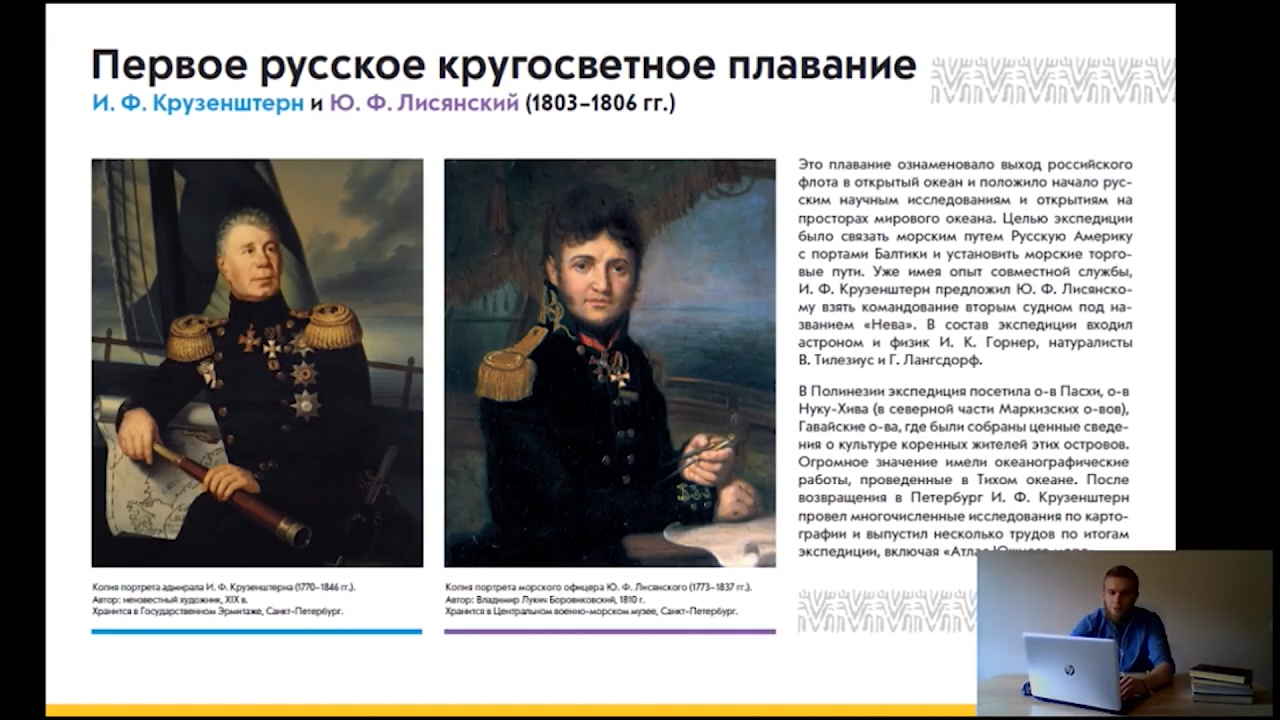 Первое русское кругосветное плавание
И. Ф. Крузенштерн и Ю. Ф. Лисянский (1803–1806 гг.)
Это плавание ознаменовало выход российского
флота в открытый океан и положило начало рус-
ским научным исследованиям и открытиям на
просторах мирового океана. Целью экспедиции
было связать морским путем Русскую Америку
с портами Балтики и установить морские торго-
вые пути. Уже имея опыт совместной службы,
И. Ф. Крузенштерн предложил Ю. Ф. Лисянско-
му взять командование вторым судном под на-
званием «Нева». В состав экспедиции входил
астроном и физик И. К. Горнер, натуралисты
В. Тилезиус и Г. Лангсдорф.
В Полинезии экспедиция посетила о-в Пасхи, о-в
Нуку-Хива (в северной части Маркизских о-вов),
Гавайские о-ва, где были собраны ценные сведе-
ния о культуре коренных жителей этих островов.
Огромное значение имели океанографические
работы, проведенные в Тихом океане. После
возвращения в Петербург И. Ф. Крузенштерн
провел многочисленные исследования по карто-
графии и выпустил несколько трудов по итогам
экспедиции, включая «Атлас Южного моря».
Копия портрета адмирала И. Ф. Крузенштерна (1770–1846 гг.).
Автор: неизвестный художник, XIX в.
Хранится в Государственном Эрмитаже, Санкт-Петербург.
Копия портрета морского офицера Ю. Ф. Лисянского (1773–1837 гг.).
Автор: Владимир Лукич Боровиковский, 1810 г.
Хранится в Центральном военно-морском музее, Санкт-Петербург.
hp